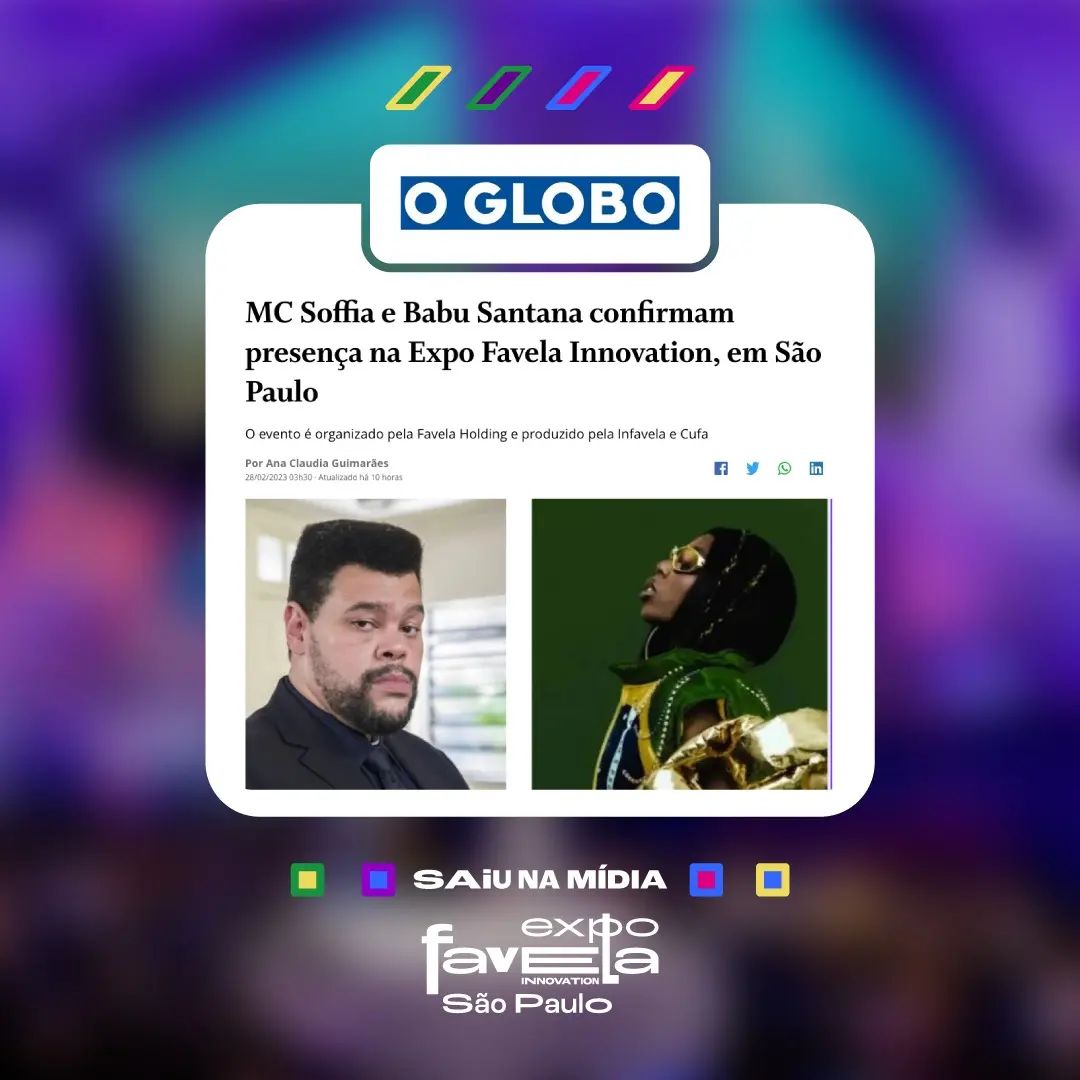 O GLOBO
MC Soffia e Babu Santana confirmam
presença na Expo Favela Innovation, em São
Paulo
O evento é organizado pela Favela Holding e produzido pela Infavela e Cufa
Por Ana Claudia Guimarães
28/02/2023 03h30 · Atualizado há 10 horas
SAiU NA MÍDIA
expo
favela
INNOVATION
São Paulo